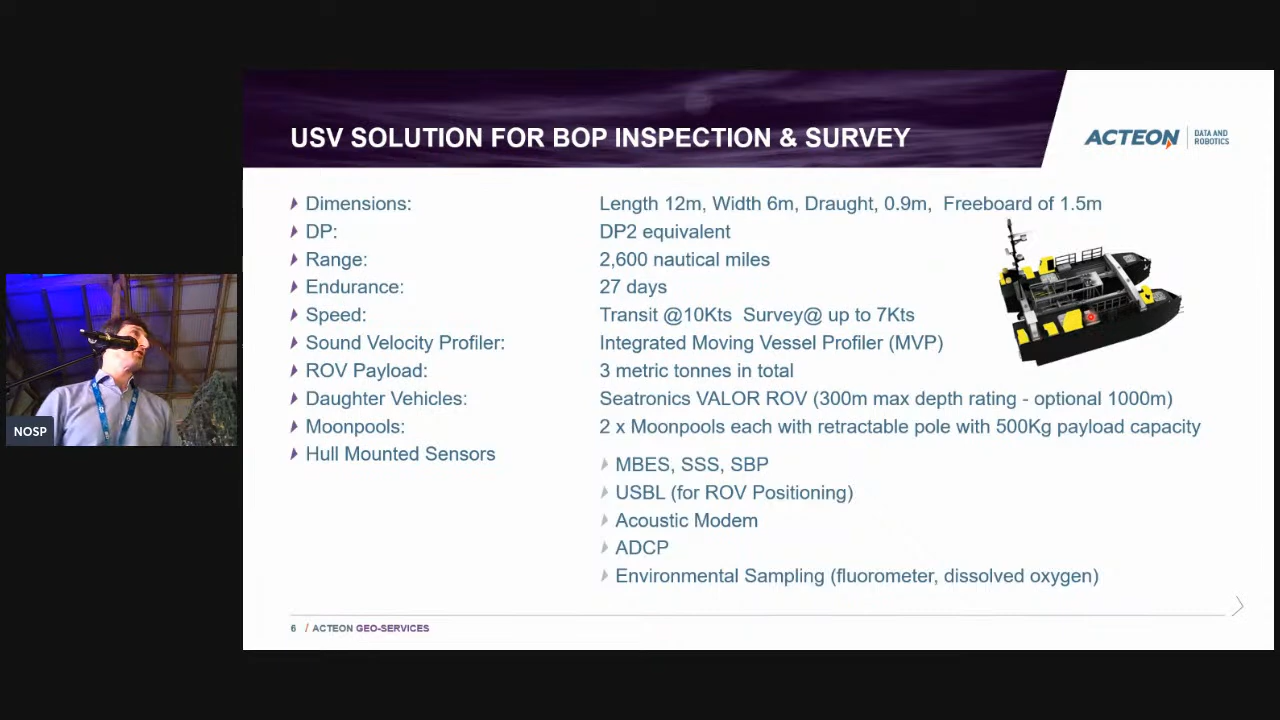 USV SOLUTION FOR BOP INSPECTION & SURVEY
ACTEON DATA AND ROBOTICS
Dimensions: Length 12m, Width 6m, Draught, 0.9m, Freeboard of 1.5m
DP: DP2 equivalent
Range: 2,600 nautical miles
Endurance: 27 days
Speed: Transit @10Kts Survey@ up to 7Kts
Sound Velocity Profiler: Integrated Moving Vessel Profiler (MVP)
ROV Payload: 3 metric tonnes in total
Daughter Vehicles: Seatronics VALOR ROV (300m max depth rating - optional 1000m)
Moonpools: 2 x Moonpools each with retractable pole with 500Kg payload capacity
Hull Mounted Sensors
MBES, SSS, SBP
USBL (for ROV Positioning)
Acoustic Modem
ADCP
Environmental Sampling (fluorometer, dissolved oxygen)
6 / ACTEON GEO-SERVICES
NOSP